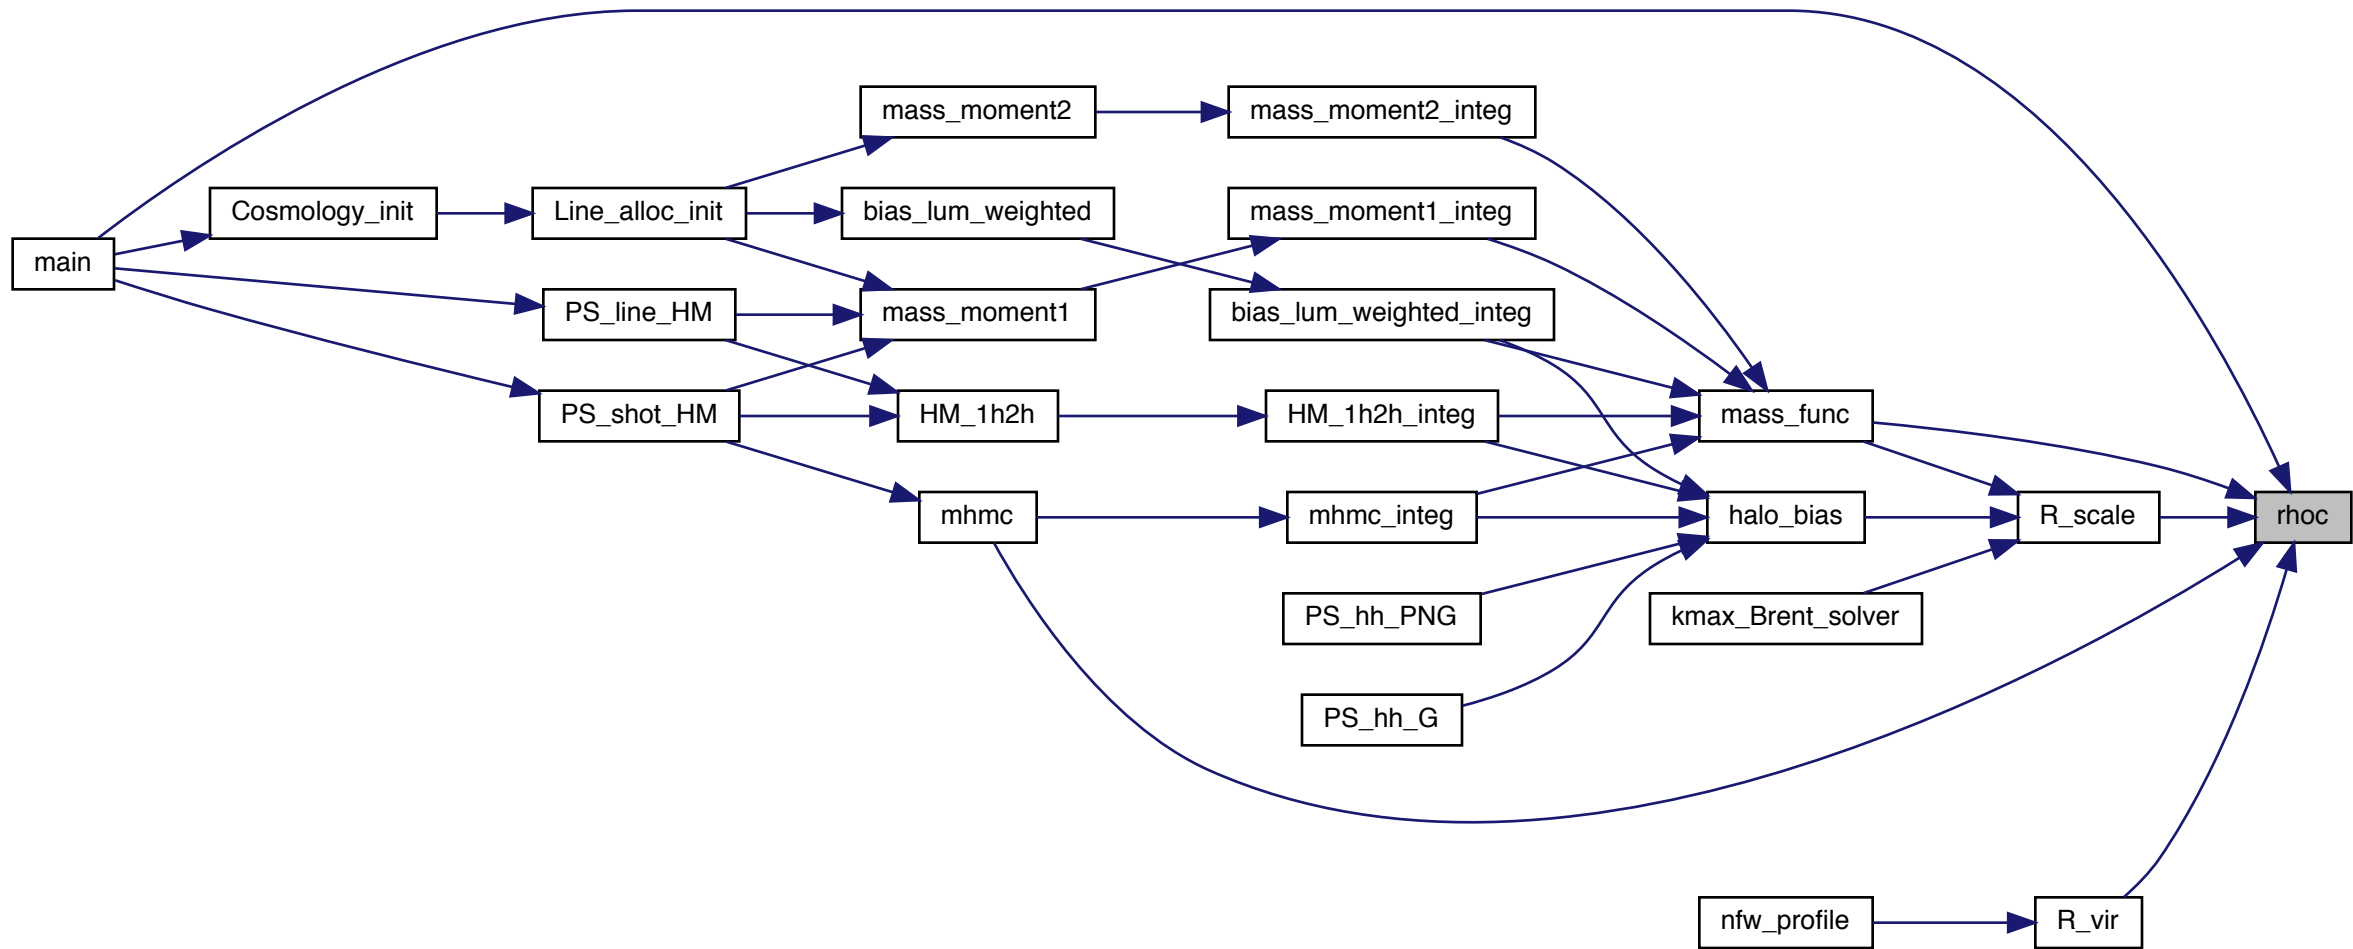 mass_moment2
mass_moment2_integ
Cosmology_init
Line_alloc_init
bias_lum_weighted
mass_moment1_integ
main
PS_line_HM
mass_moment1
bias_lum_weighted_integ
PS_shot_HM
HM_1h2h
HM_1h2h_integ
mass_func
mhmc
mhmc_integ
halo_bias
R_scale
rhoc
PS_hh_PNG
kmax_Brent_solver
PS_hh_G
nfw_profile
R_vir